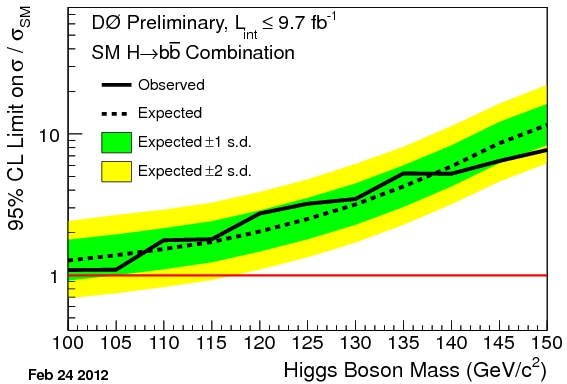 DØ Preliminary, L_int ≤ 9.7 fb⁻¹
SM H→bb̅ Combination
Observed
Expected
Expected ±1 s.d.
Expected ±2 s.d.
95% CL Limit on σ / σ_SM
10
1
100 105 110 115 120 125 130 135 140 145 150
Higgs Boson Mass (GeV/c²)
Feb 24 2012